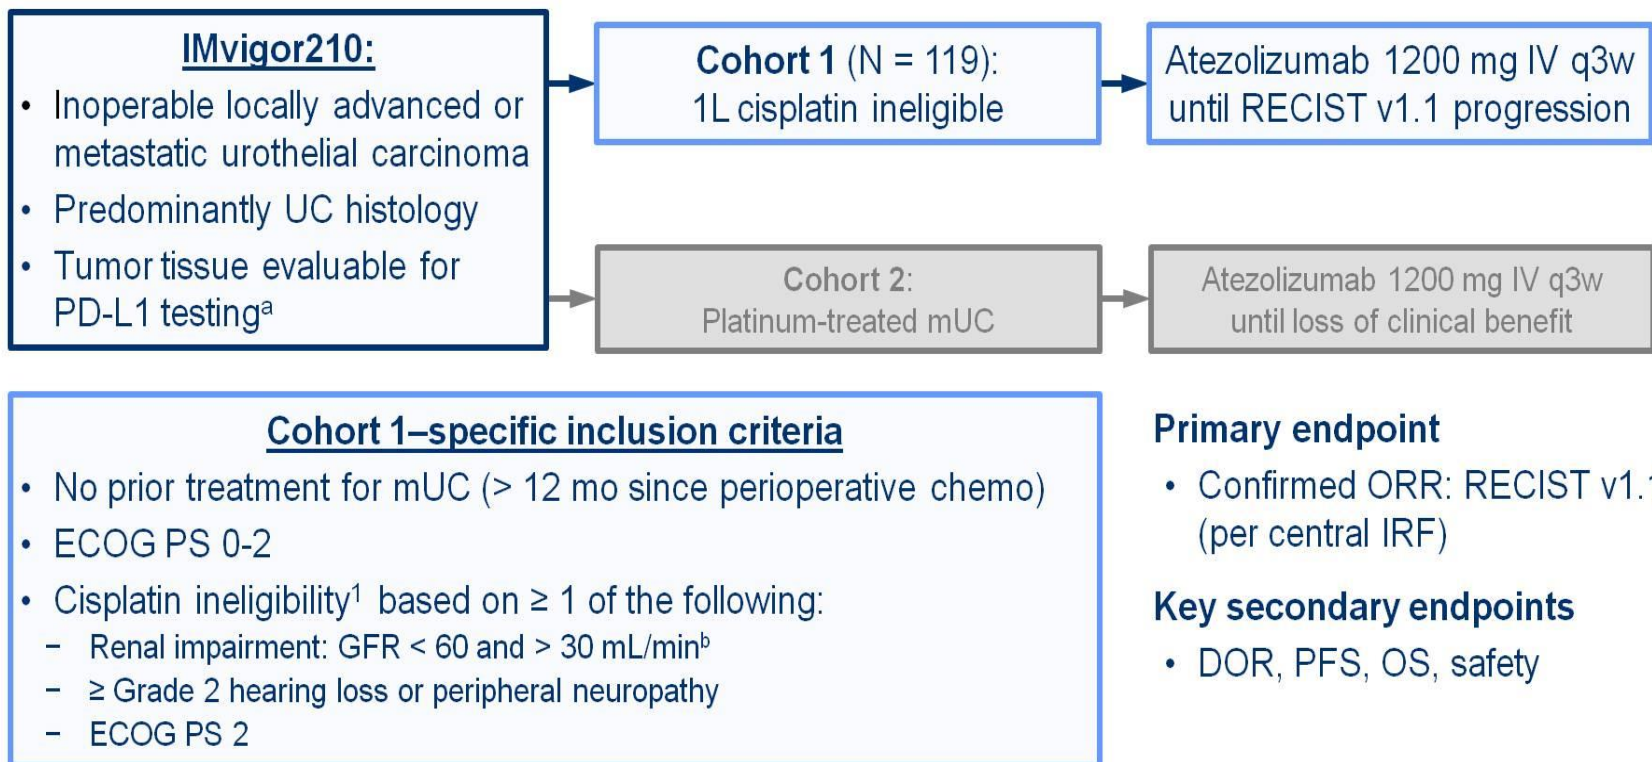 IMvigor210:
• Inoperable locally advanced or
metastatic urothelial carcinoma
• Predominantly UC histology
• Tumor tissue evaluable for
PD-L1 testingᵃ
Cohort 1 (N = 119):
1L cisplatin ineligible
Atezolizumab 1200 mg IV q3w
until RECIST v1.1 progression
Cohort 2:
Platinum-treated mUC
Atezolizumab 1200 mg IV q3w
until loss of clinical benefit
Cohort 1–specific inclusion criteria
• No prior treatment for mUC (> 12 mo since perioperative chemo)
• ECOG PS 0-2
• Cisplatin ineligibility¹ based on ≥ 1 of the following:
− Renal impairment: GFR < 60 and > 30 mL/minᵇ
− ≥ Grade 2 hearing loss or peripheral neuropathy
− ECOG PS 2
Primary endpoint
• Confirmed ORR: RECIST v1.1
(per central IRF)
Key secondary endpoints
• DOR, PFS, OS, safety